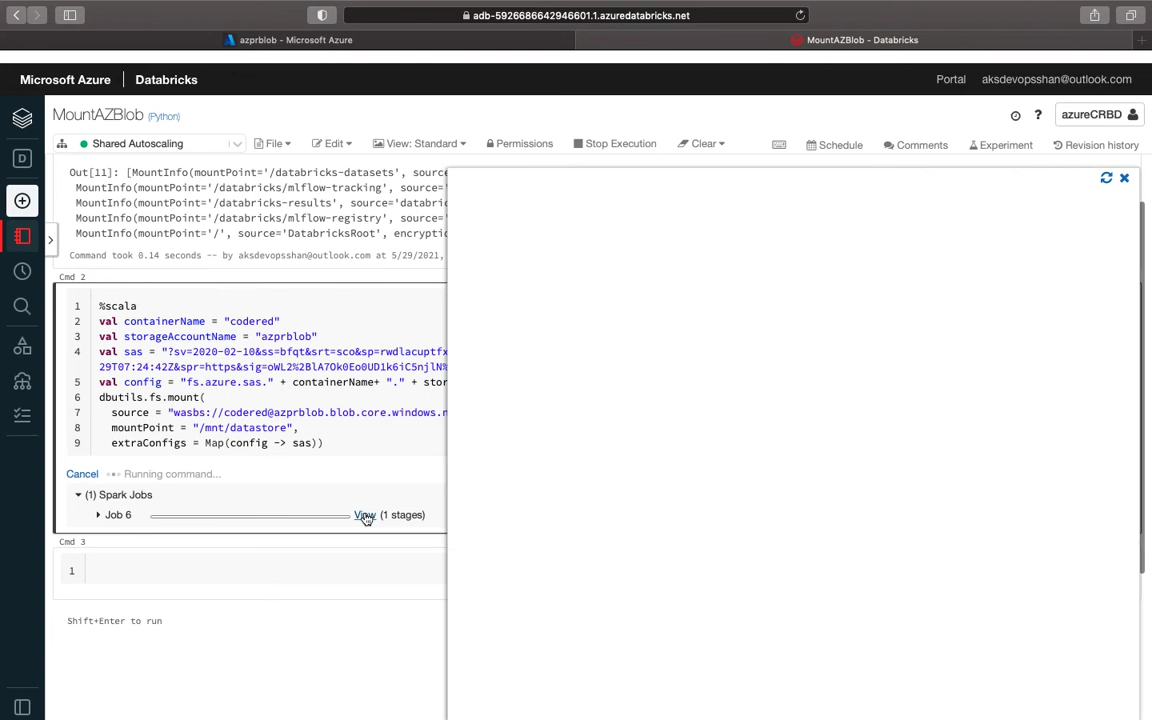 adb-5926686642946601.1.azuredatabricks.net
azprblob - Microsoft Azure
MountAZBlob - Databricks
Microsoft Azure
Databricks
Portal
aksdevopsshan@outlook.com
MountAZBlob (Python)
azureCRBD
Shared Autoscaling
File
Edit
View: Standard
Permissions
Stop Execution
Clear
Schedule
Comments
Experiment
Revision history
Out[11]: [MountInfo(mountPoint='/databricks-datasets', source
MountInfo(mountPoint='/databricks/mlflow-tracking', source='
MountInfo(mountPoint='/databricks-results', source='databric
MountInfo(mountPoint='/databricks/mlflow-registry', source='
MountInfo(mountPoint='/', source='DatabricksRoot', encryptic
Command took 0.14 seconds -- by aksdevopsshan@outlook.com at 5/29/2021,
Cmd 2
1 %scala
2 val containerName = "codered"
3 val storageAccountName = "azprblob"
4 val sas = "?sv=2020-02-10&ss=bfqt&srt=sco&sp=rwdlacuptfx
29T07:24:42Z&spr=https&sig=oWL2%2BlA7Ok0Eo0UD1k6iC5njlN%
5 val config = "fs.azure.sas." + containerName+ "." + stor
6 dbutils.fs.mount(
7 source = "wasbs://codered@azprblob.blob.core.windows.n
8 mountPoint = "/mnt/datastore",
9 extraConfigs = Map(config -> sas))
Cancel
Running command...
(1) Spark Jobs
Job 6
View (1 stages)
Cmd 3
1
Shift+Enter to run